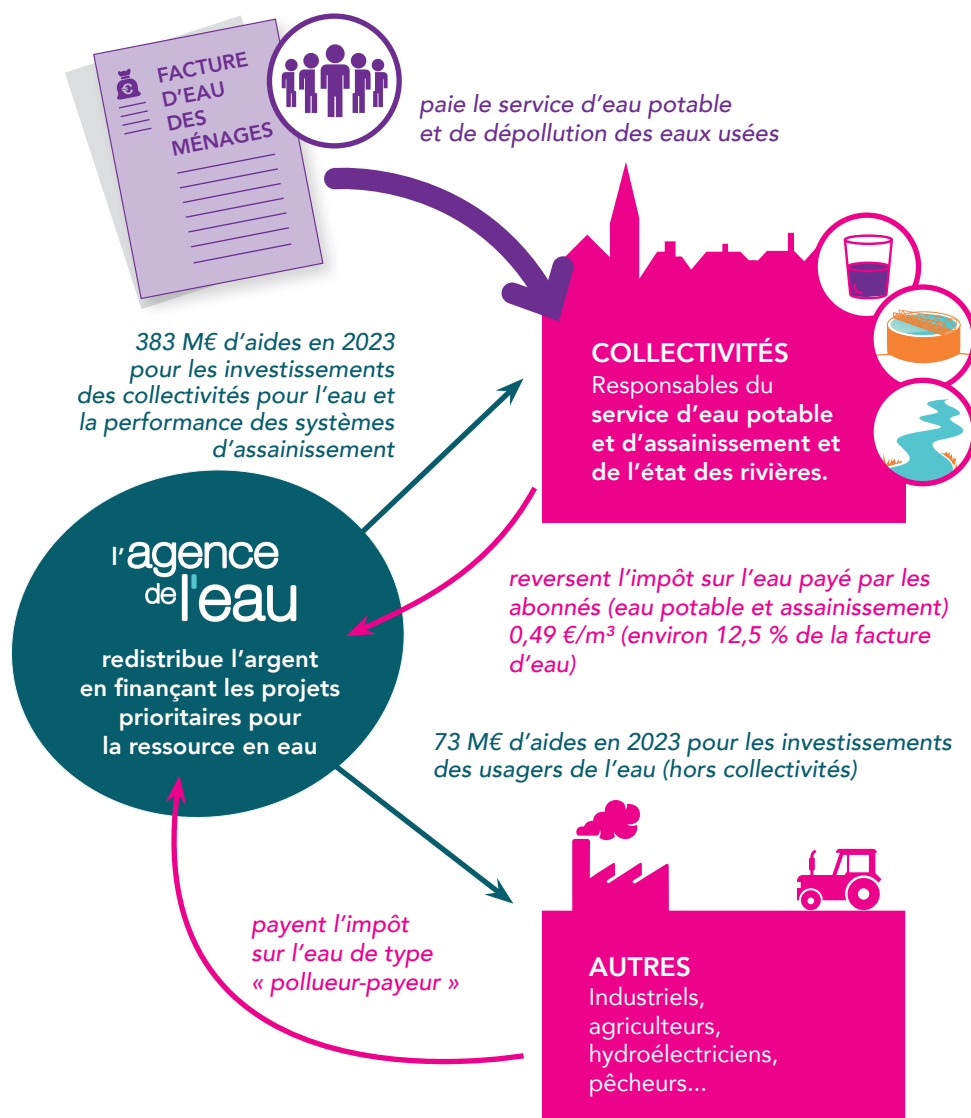 FACTURE
D'EAU
DES
MÉNAGES
€
paie le service d'eau potable
et de dépollution des eaux usées
383 M€ d'aides en 2023
pour les investissements
des collectivités pour l'eau et
la performance des systèmes
d'assainissement
COLLECTIVITÉS
Responsables du
service d'eau potable
et d'assainissement et
de l'état des rivières.
l'agence
de l'eau
redistribue l'argent
en finançant les projets
prioritaires pour
la ressource en eau
reversent l'impôt sur l'eau payé par les
abonnés (eau potable et assainissement)
0,49 €/m³ (environ 12,5 % de la facture
d'eau)
73 M€ d'aides en 2023 pour les investissements
des usagers de l'eau (hors collectivités)
payent l'impôt
sur l'eau de type
« pollueur-payeur »
AUTRES
Industriels,
agriculteurs,
hydroélectriciens,
pêcheurs...